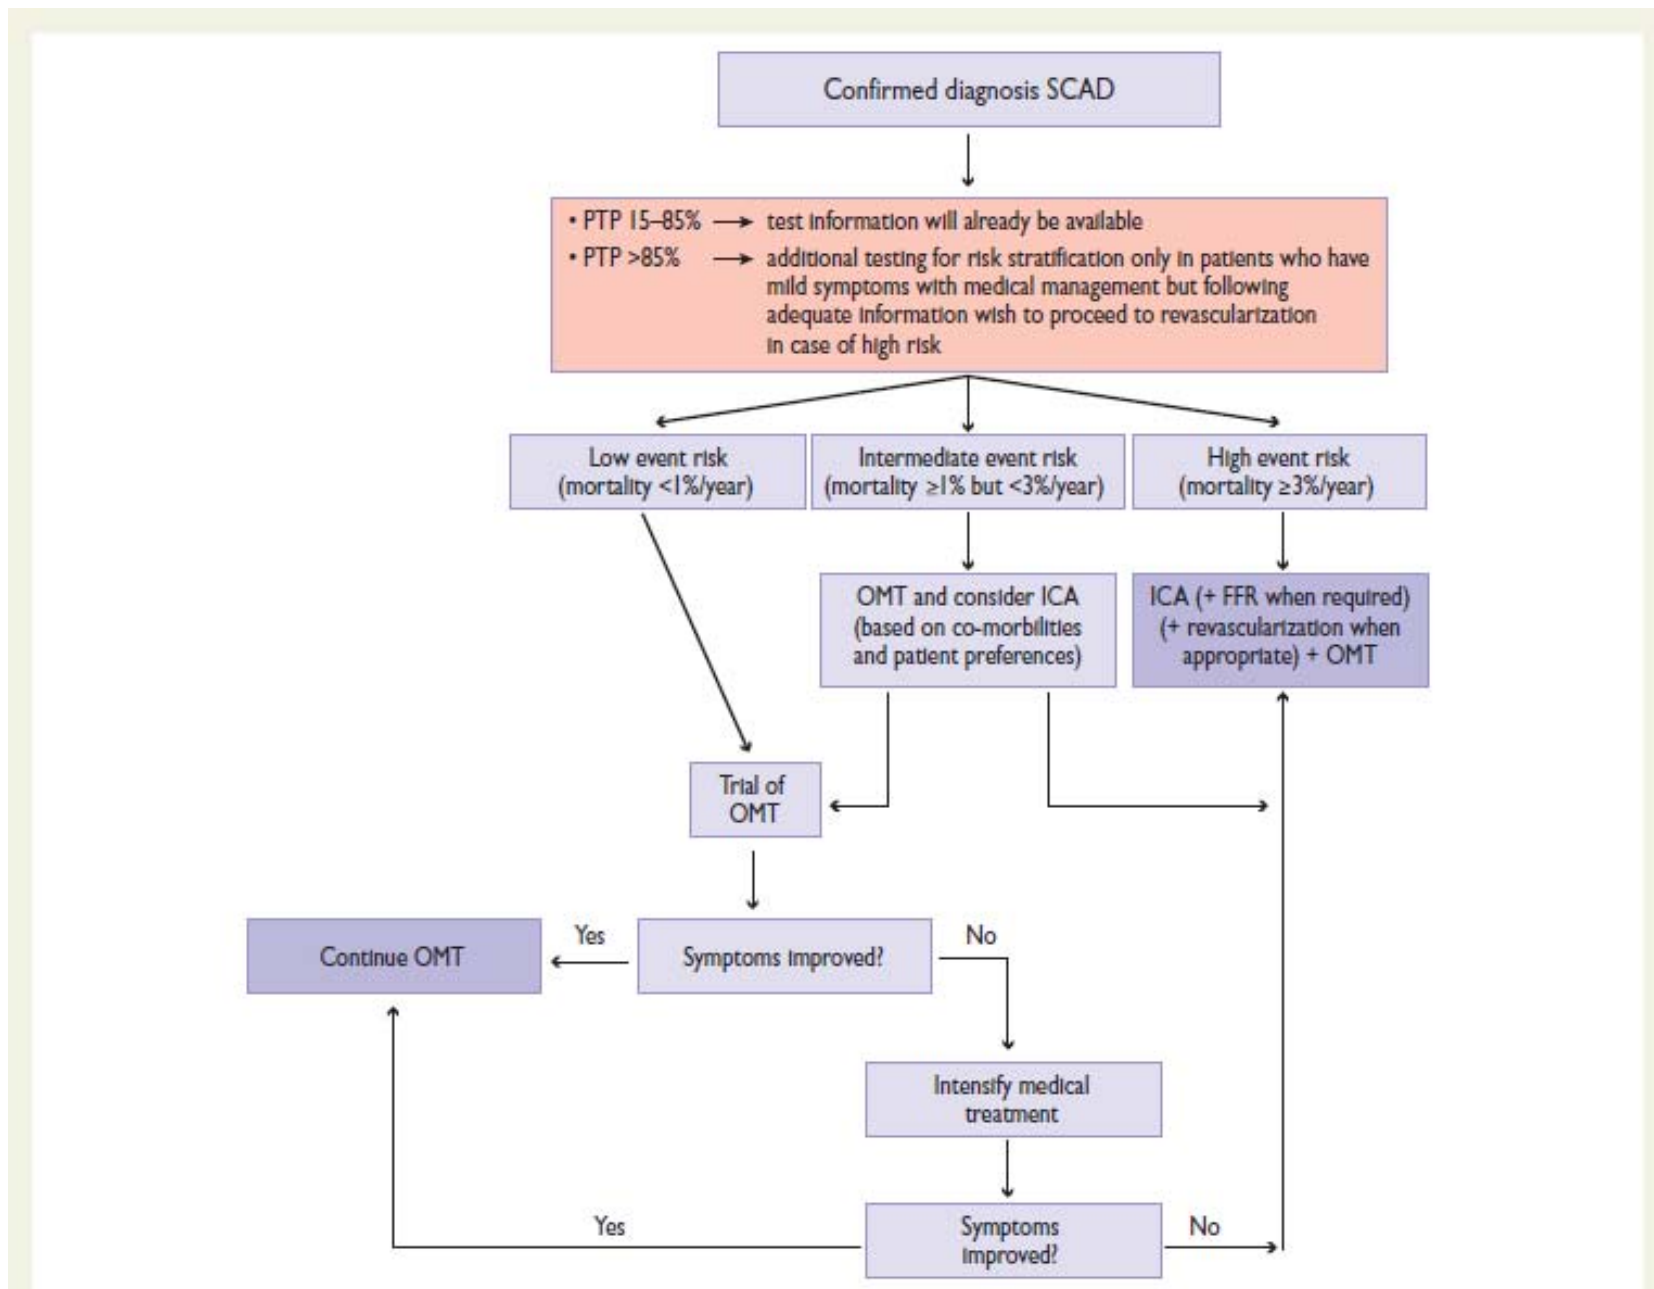 Confirmed diagnosis SCAD
• PTP 15–85% → test information will already be available
• PTP >85% → additional testing for risk stratification only in patients who have
mild symptoms with medical management but following
adequate information wish to proceed to revascularization
in case of high risk
Low event risk
(mortality <1%/year)
Intermediate event risk
(mortality ≥1% but <3%/year)
High event risk
(mortality ≥3%/year)
OMT and consider ICA
(based on co-morbilities
and patient preferences)
ICA (+ FFR when required)
(+ revascularization when
appropriate) + OMT
Trial of
OMT
Continue OMT
Yes
Symptoms improved?
No
Intensify medical
treatment
Yes
Symptoms
improved?
No